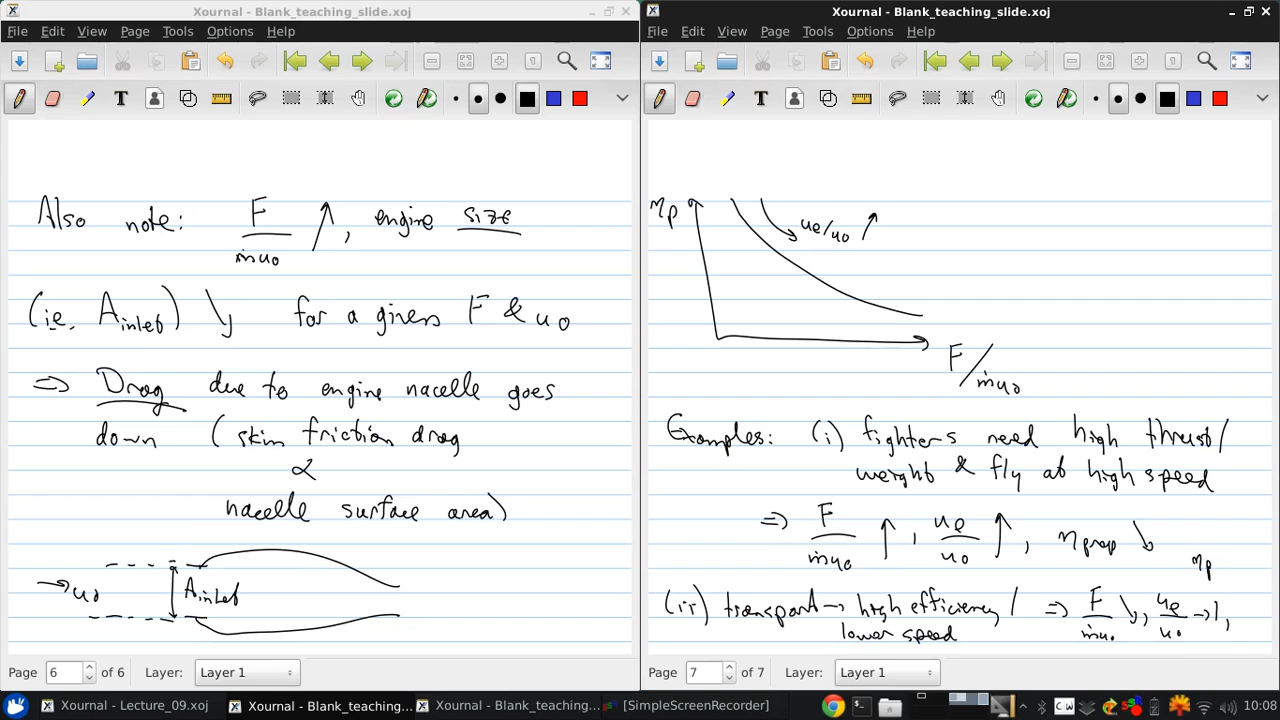 Xournal - Blank_teaching_slide.xoj
File Edit View Page Tools Options Help
Also note: F/ṁu₀ ↑, engine size
(i.e. A_inlet) ↘ for a given F & u₀
⇒ Drag due to engine nacelle goes
down (skin friction drag
∝
nacelle surface area)
→u₀ A_inlet
Page 6 of 6 Layer: Layer 1
Xournal - Blank_teaching_slide.xoj
File Edit View Page Tools Options Help
ηp
ue/u₀ ↑
F/ṁu₀
Examples: (i) fighters need high thrust/
weight & fly at high speed
⇒ F/ṁu₀ ↑, ue/u₀ ↑, ηprop ↘
ηp
(ii) transport → high efficiency / ⇒ F/ṁu₀ ↘, ue/u₀ → 1,
lower speed
Page 7 of 7 Layer: Layer 1
Xournal - Lecture_09.xoj Xournal - Blank_teaching... Xournal - Blank_teaching... [SimpleScreenRecorder] 10:08